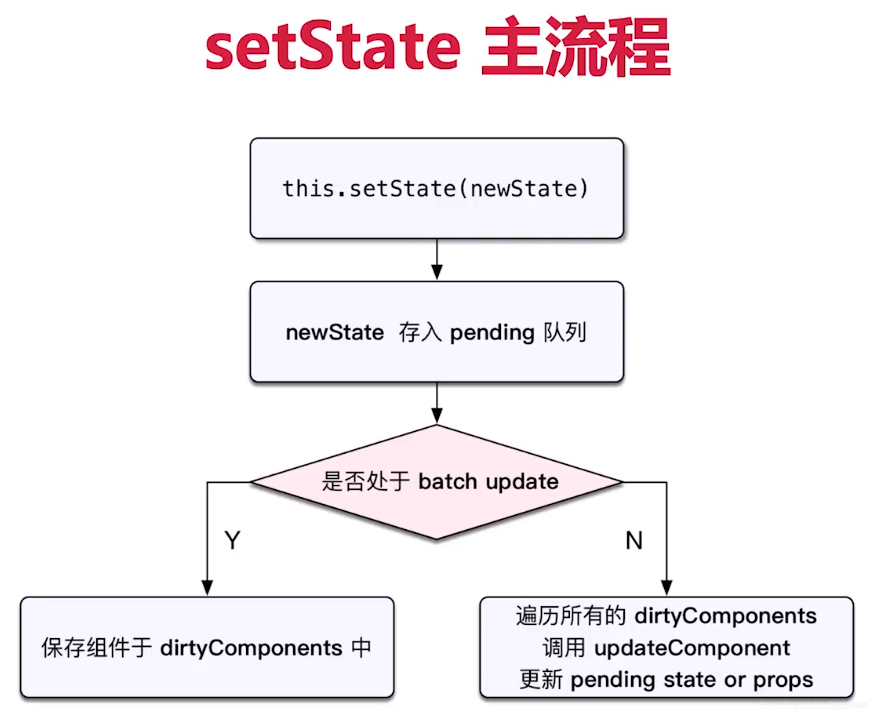 setState 主流程
this.setState(newState)
newState 存入 pending 队列
是否处于 batch update
Y
N
保存组件于 dirtyComponents 中
遍历所有的 dirtyComponents
调用 updateComponent
更新 pending state or props